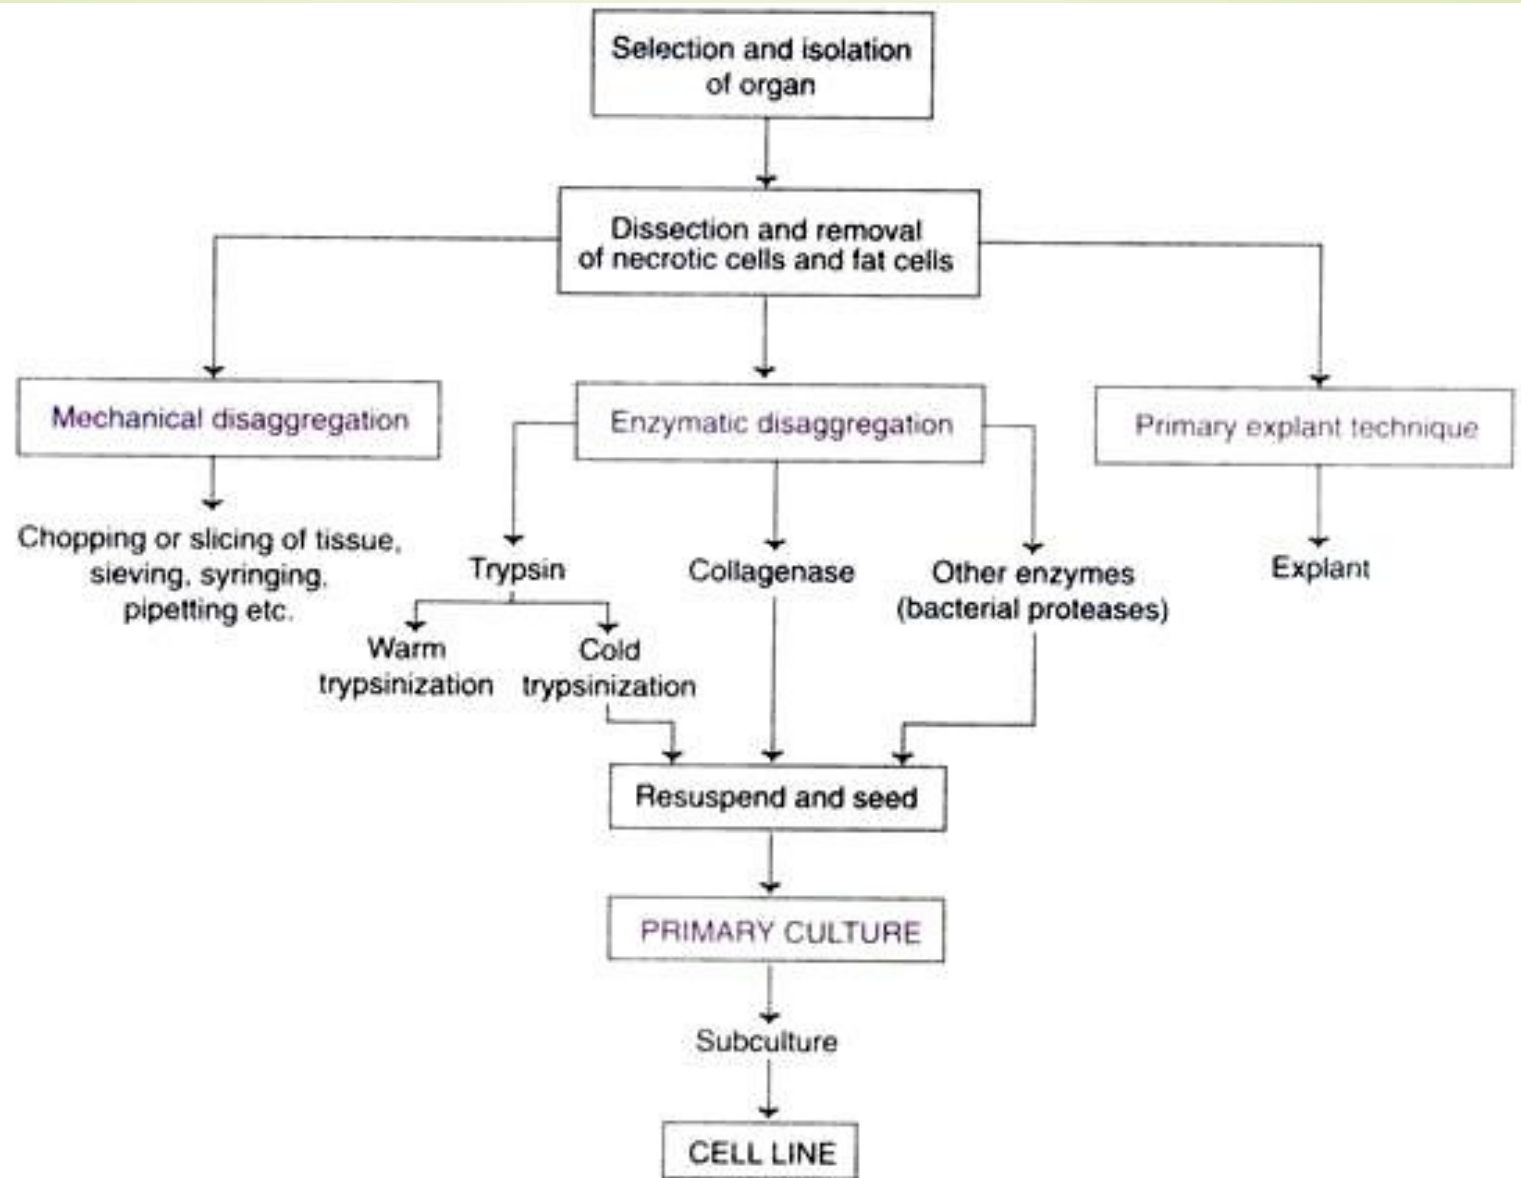 Selection and isolation
of organ
Dissection and removal
of necrotic cells and fat cells
Mechanical disaggregation
Enzymatic disaggregation
Primary explant technique
Chopping or slicing of tissue,
sieving, syringing,
pipetting etc.
Trypsin
Collagenase
Other enzymes
(bacterial proteases)
Explant
Warm
trypsinization
Cold
trypsinization
Resuspend and seed
PRIMARY CULTURE
Subculture
CELL LINE